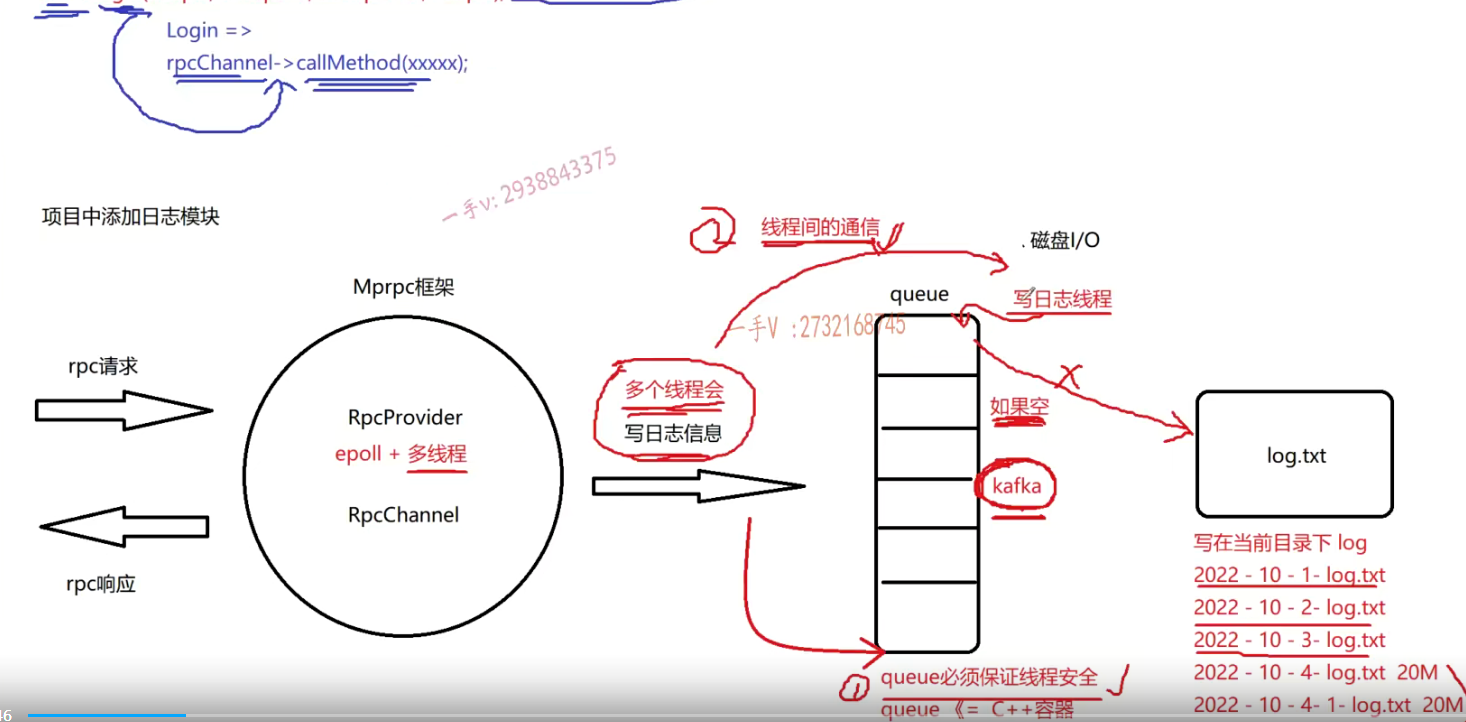 Login =>
rpcChannel->callMethod(xxxxx);
一手v: 2938843375
项目中添加日志模块
② 线程间的通信
. 磁盘I/O
Mprpc框架
queue
写日志线程
一手V :2732168745
rpc请求
多个线程会
写日志信息
如果空
RpcProvider
epoll + 多线程
kafka
RpcChannel
log.txt
rpc响应
写在当前目录下 log
2022 - 10 - 1- log.txt
2022 - 10 - 2- log.txt
2022 - 10 - 3- log.txt
2022 - 10 - 4- log.txt 20M
2022 - 10 - 4- 1- log.txt 20M
① queue必须保证线程安全
queue 《= C++容器
46